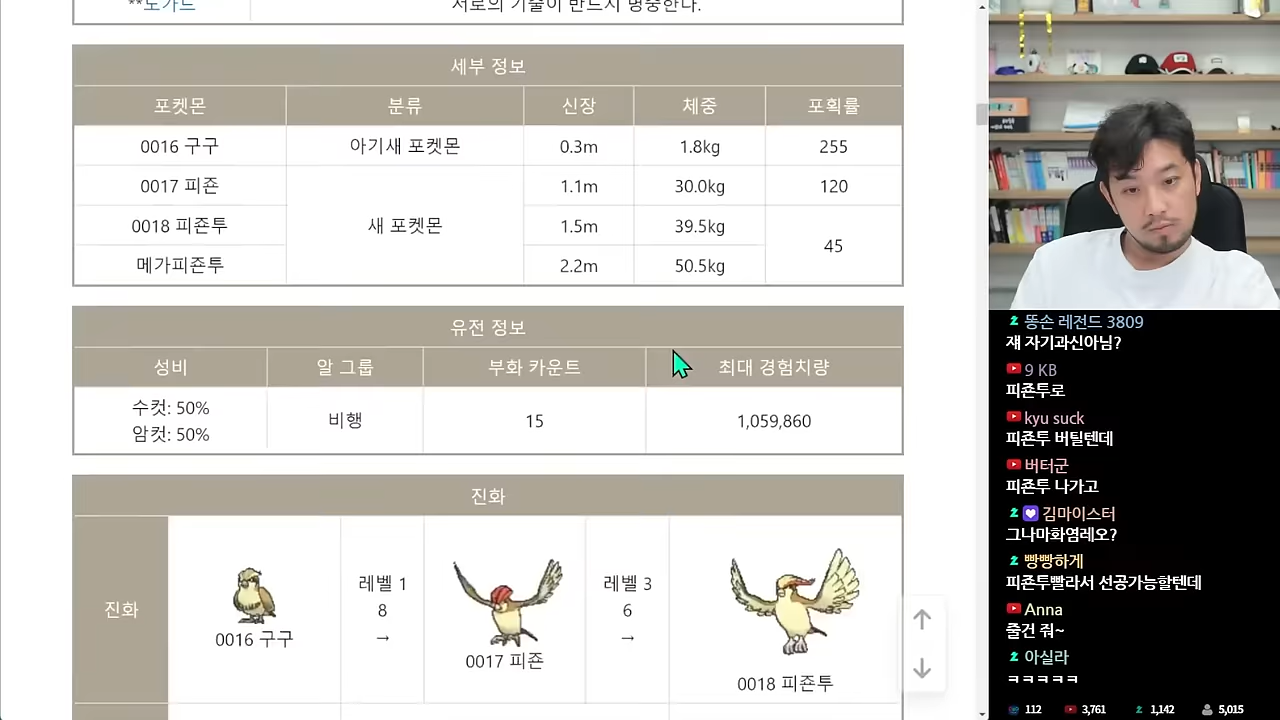 **노가드
서로의 기술이 반드시 명중한다.
세부 정보
포켓몬 분류 신장 체중 포획률
0016 구구 아기새 포켓몬 0.3m 1.8kg 255
0017 피죤 1.1m 30.0kg 120
0018 피죤투 새 포켓몬 1.5m 39.5kg 45
메가피죤투 2.2m 50.5kg
유전 정보
성비 알 그룹 부화 카운트 최대 경험치량
수컷: 50%
암컷: 50%
비행 15 1,059,860
진화
진화
레벨 1
8
→
레벨 3
6
→
0016 구구
0017 피죤
0018 피죤투
똥손 레전드 3809
쟤 자기과신아님?
9 KB
피죤투로
kyu suck
피죤투 버틸텐데
버터군
피죤투 나가고
김마이스터
그나마화염레오?
빵빵하게
피죤투빨라서 선공가능할텐데
Anna
줄건 줘~
아실라
ㅋㅋㅋㅋㅋ
112 3,761 1,142 5,015